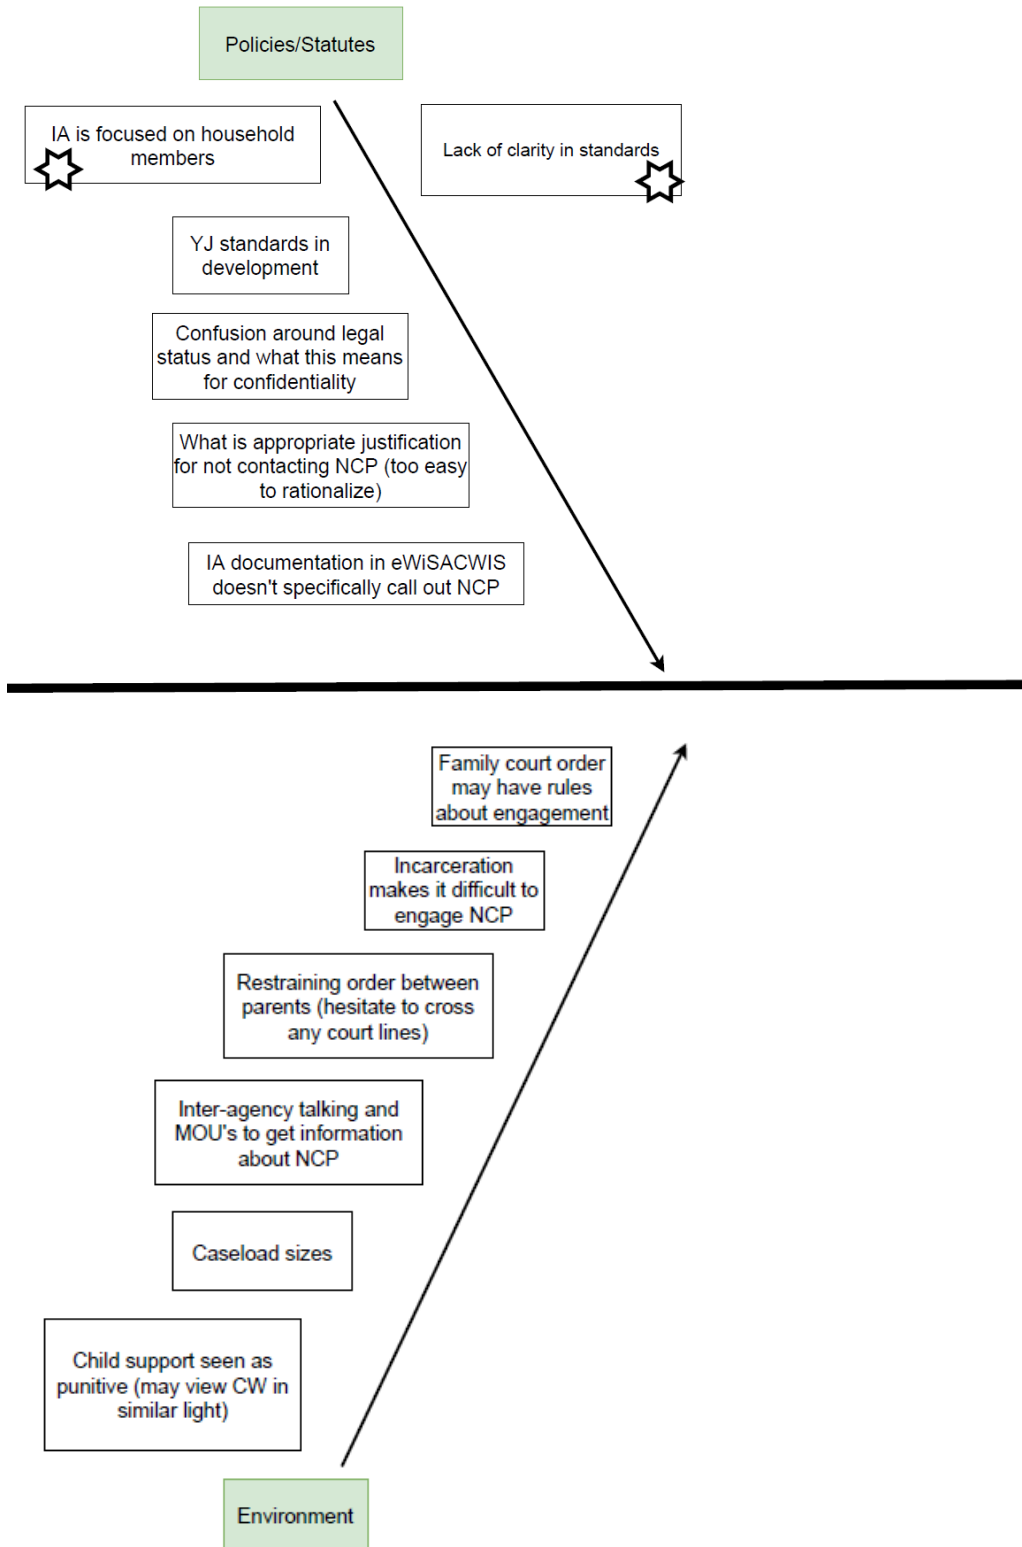 Policies/Statutes
IA is focused on household
members
Lack of clarity in standards
YJ standards in
development
Confusion around legal
status and what this means
for confidentiality
What is appropriate justification
for not contacting NCP (too easy
to rationalize)
IA documentation in eWiSACWIS
doesn't specifically call out NCP
Family court order
may have rules
about engagement
Incarceration
makes it difficult to
engage NCP
Restraining order between
parents (hesitate to cross
any court lines)
Inter-agency talking and
MOU's to get information
about NCP
Caseload sizes
Child support seen as
punitive (may view CW in
similar light)
Environment